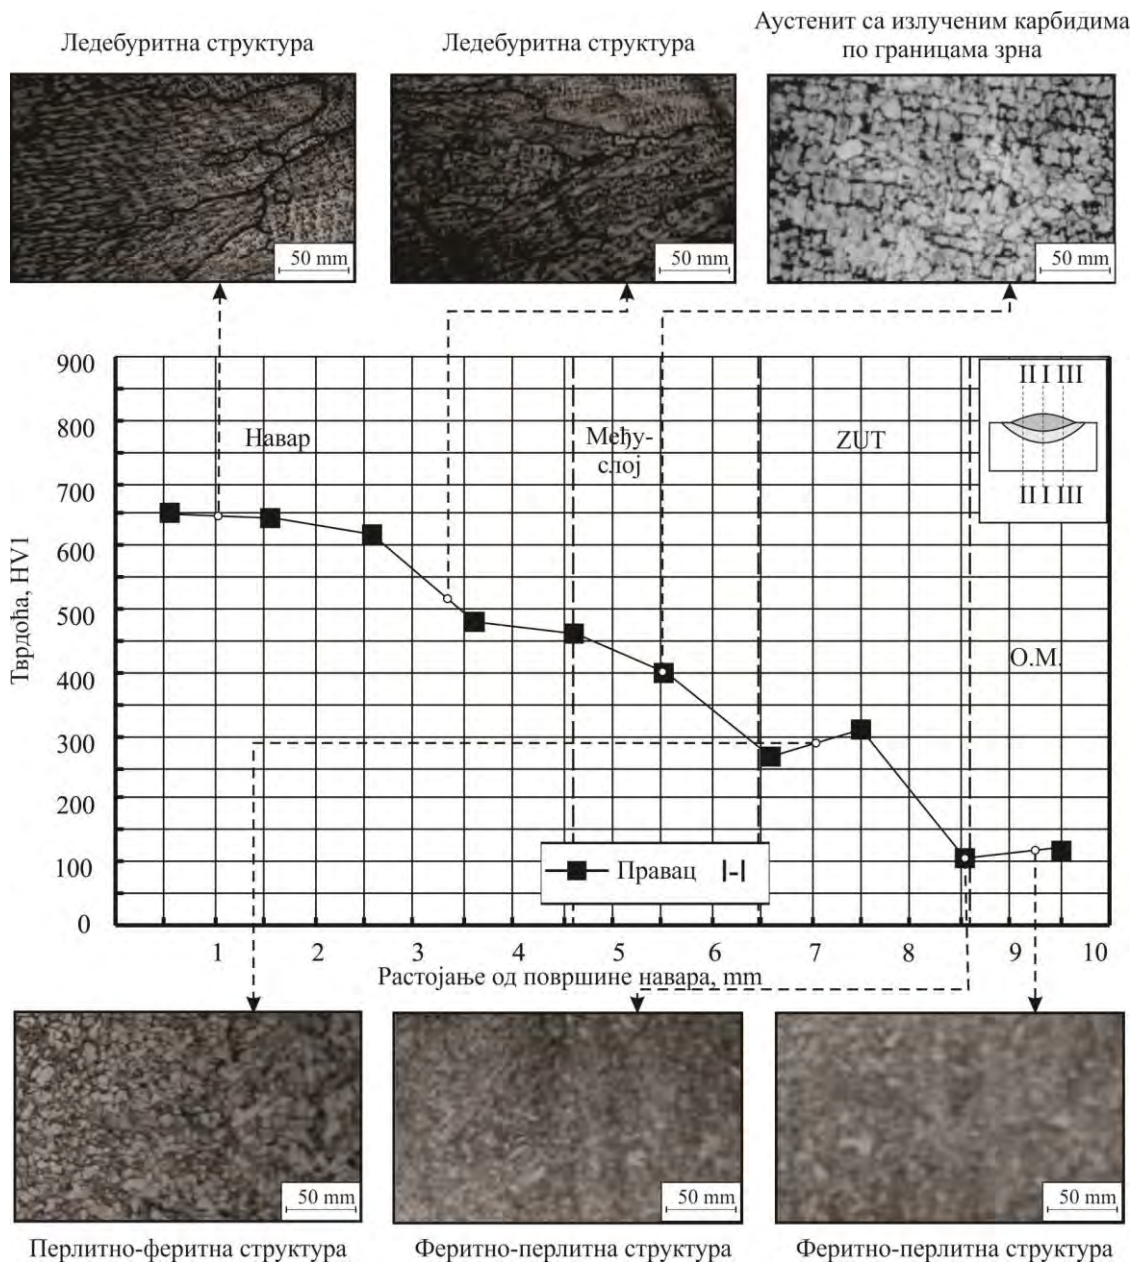 Ледебуритна структура
Ледебуритна структура
Аустенит са излученим карбидима
по границама зрна
50 mm
50 mm
50 mm
900
800
700
600
500
400
300
200
100
0
Тврдоћа, HV1
Навар
Међу-
слој
ZUT
О.М.
II I III
II I III
Правац I-I
1 2 3 4 5 6 7 8 9 10
Растојање од површине навара, mm
50 mm
50 mm
50 mm
Перлитно-феритна структура
Феритно-перлитна структура
Феритно-перлитна структура